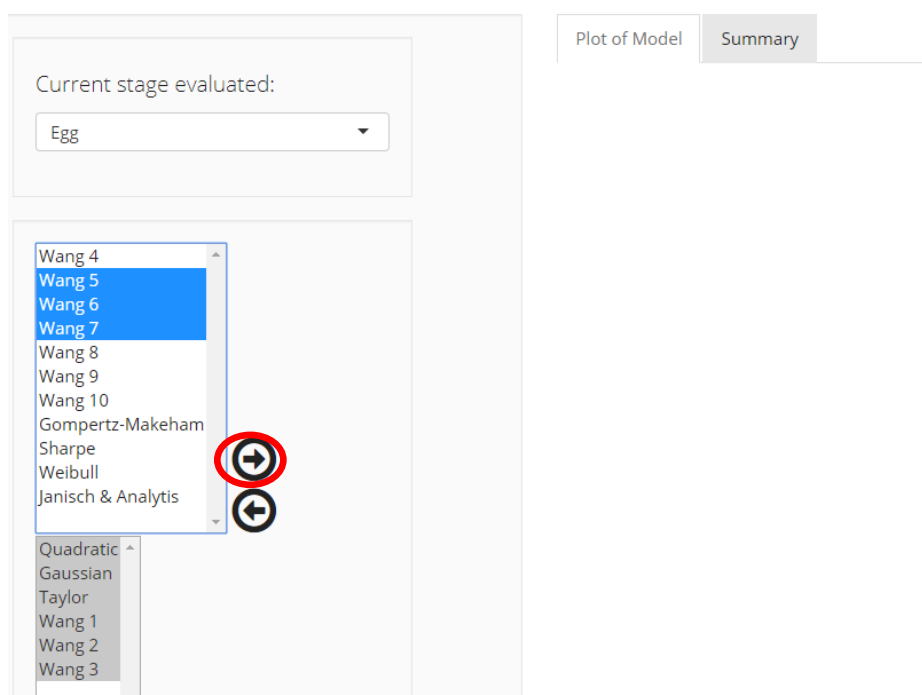 Plot of Model
Summary
Current stage evaluated:
Egg
Wang 4
Wang 5
Wang 6
Wang 7
Wang 8
Wang 9
Wang 10
Gompertz-Makeham
Sharpe
Weibull
Janisch & Analytis
Quadratic
Gaussian
Taylor
Wang 1
Wang 2
Wang 3